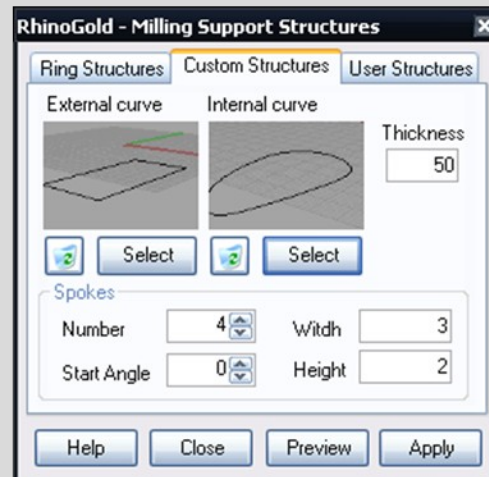 RhinoGold - Milling Support Structures
Ring Structures Custom Structures User Structures
External curve Internal curve
Thickness
50
Select Select
Spokes
Number 4 Witdh 3
Start Angle 0 Height 2
Help Close Preview Apply